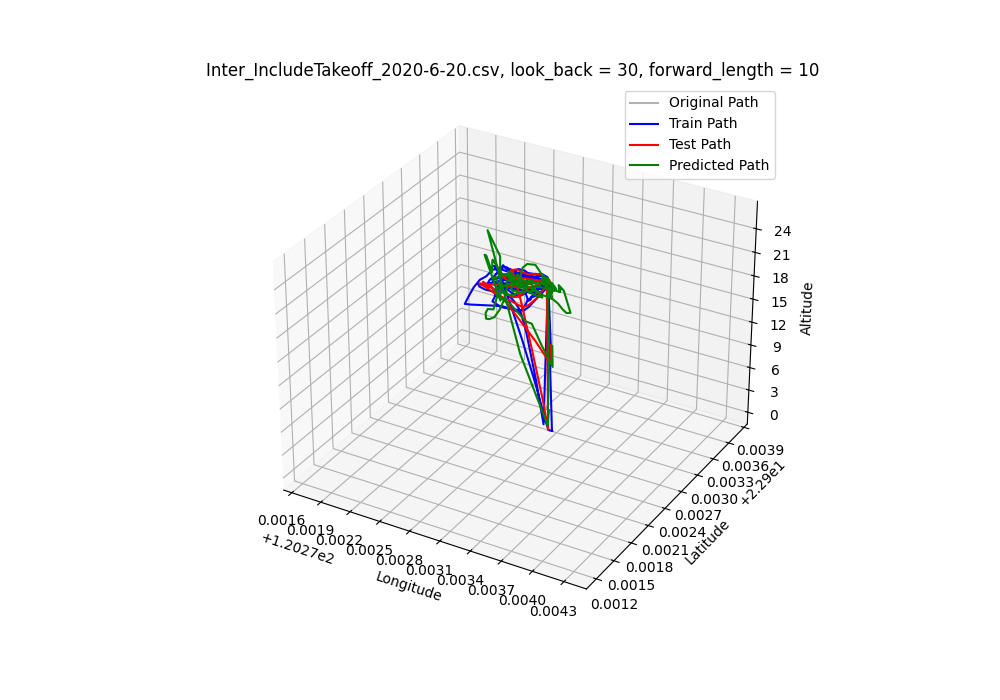 Inter_IncludeTakeoff_2020-6-20.csv, look_back = 30, forward_length = 10
Original Path
Train Path
Test Path
Predicted Path
24
21
18
15
12
9
6
3
0
Altitude
0.0039
0.0036
0.0033
0.0030
0.0027
0.0024
0.0021
0.0018
0.0015
0.0012
+2.29e1
Latitude
0.0016
0.0019
0.0022
0.0025
0.0028
0.0031
0.0034
0.0037
0.0040
0.0043
+1.2027e2
Longitude